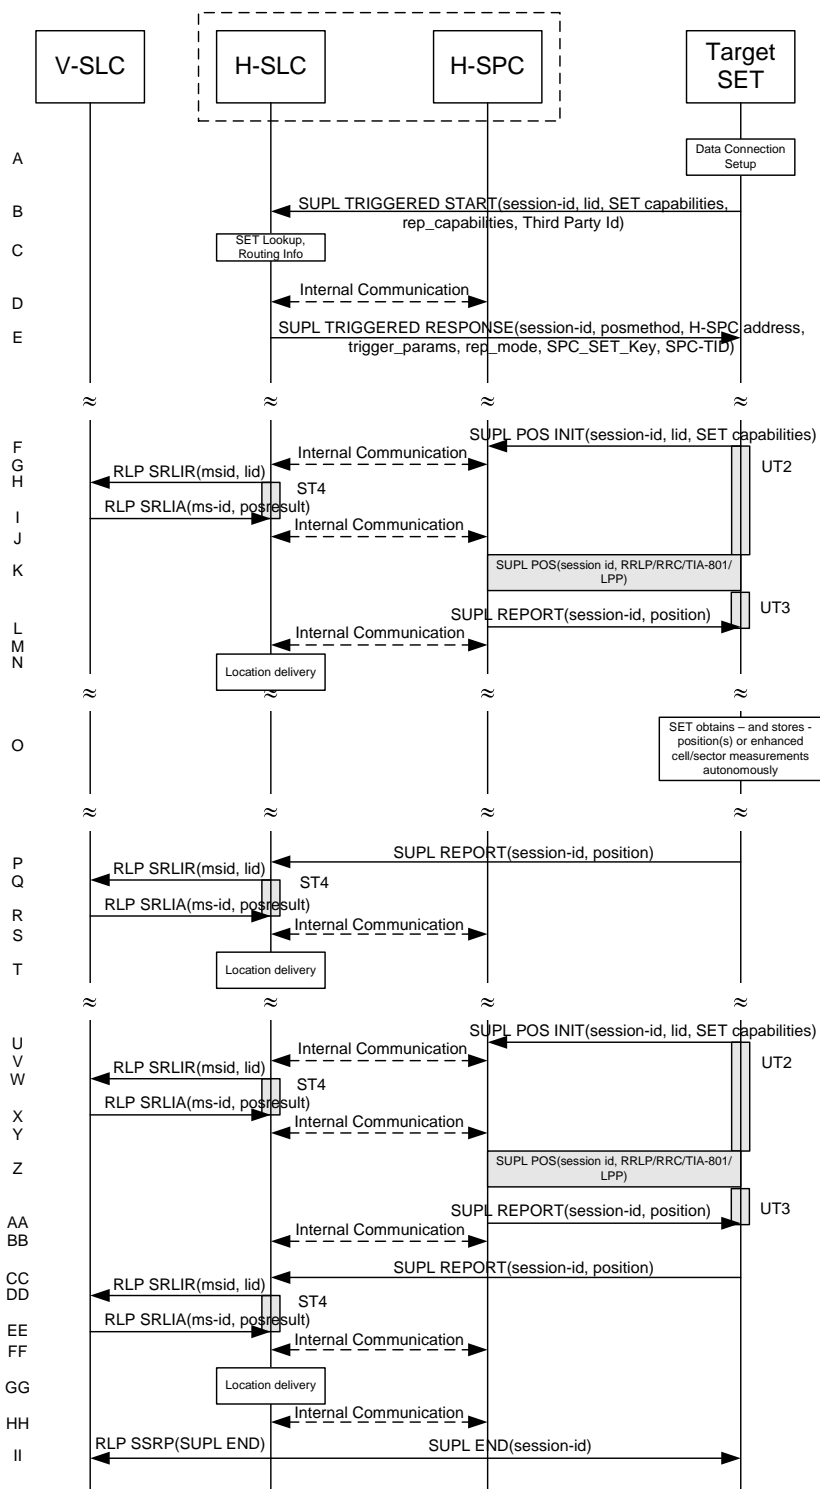 V-SLC
H-SLC
H-SPC
Target
SET
A
Data Connection
Setup
B
SUPL TRIGGERED START(session-id, lid, SET capabilities,
rep_capabilities, Third Party Id)
C
SET Lookup,
Routing Info
D
Internal Communication
E
SUPL TRIGGERED RESPONSE(session-id, posmethod, H-SPC address,
trigger_params, rep_mode, SPC_SET_Key, SPC-TID)
≈ ≈ ≈ ≈
F
SUPL POS INIT(session-id, lid, SET capabilities)
G
Internal Communication
UT2
H
RLP SRLIR(msid, lid)
ST4
I
RLP SRLIA(ms-id, posresult)
J
Internal Communication
K
SUPL POS(session id, RRLP/RRC/TIA-801/
LPP)
L
SUPL REPORT(session-id, position)
UT3
M
Internal Communication
N
Location delivery
≈ ≈ ≈ ≈
O
SET obtains – and stores -
position(s) or enhanced
cell/sector measurements
autonomously
≈ ≈ ≈ ≈
P
SUPL REPORT(session-id, position)
Q
RLP SRLIR(msid, lid)
ST4
R
RLP SRLIA(ms-id, posresult)
S
Internal Communication
T
Location delivery
≈ ≈ ≈ ≈
U
SUPL POS INIT(session-id, lid, SET capabilities)
V
Internal Communication
UT2
W
RLP SRLIR(msid, lid)
ST4
X
RLP SRLIA(ms-id, posresult)
Y
Internal Communication
Z
SUPL POS(session id, RRLP/RRC/TIA-801/
LPP)
AA
SUPL REPORT(session-id, position)
UT3
BB
Internal Communication
CC
SUPL REPORT(session-id, position)
DD
RLP SRLIR(msid, lid)
ST4
EE
RLP SRLIA(ms-id, posresult)
FF
Internal Communication
GG
Location delivery
HH
Internal Communication
II
RLP SSRP(SUPL END)
SUPL END(session-id)